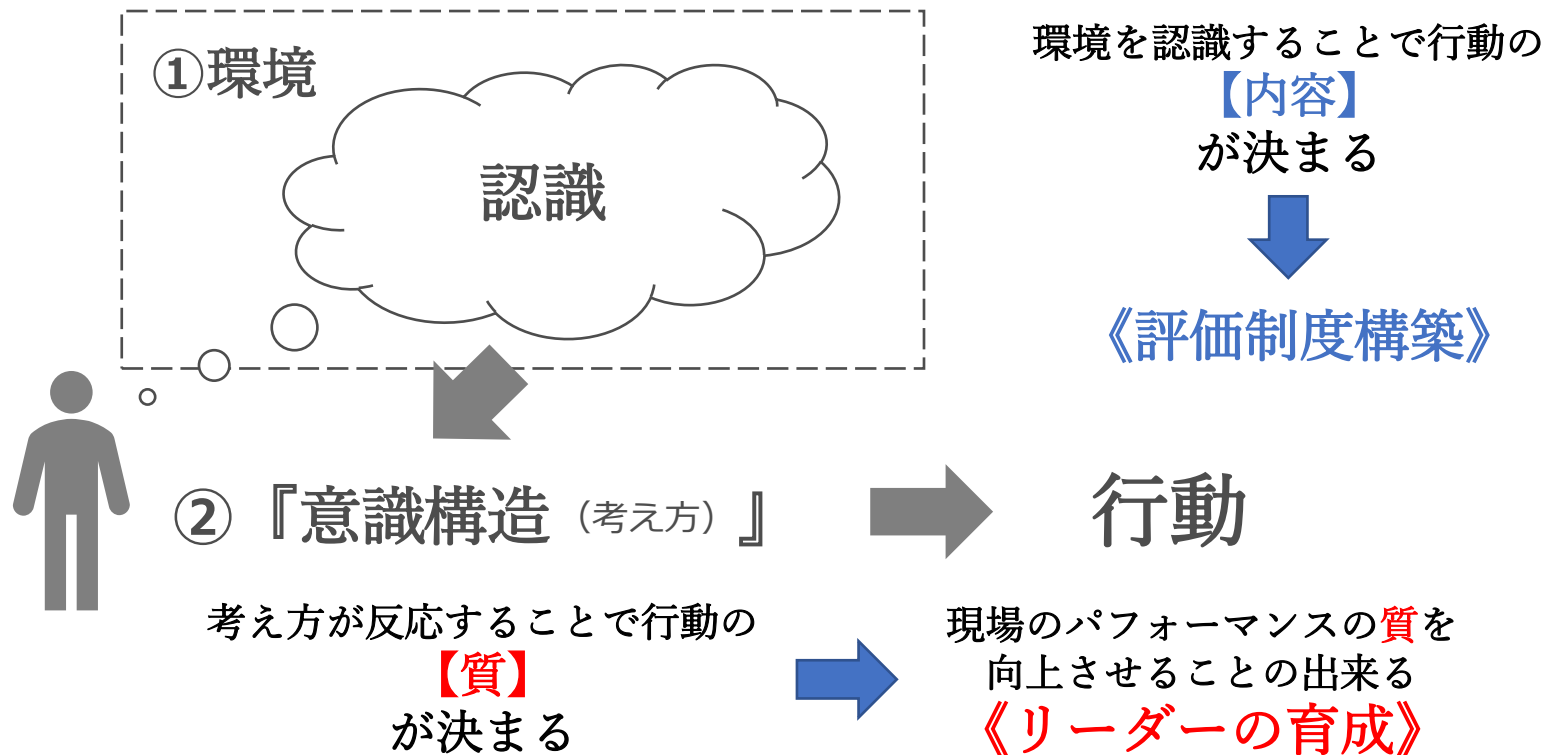 ①環境
認識
環境を認識することで行動の
【内容】
が決まる
《評価制度構築》
②『意識構造（考え方）』
行動
考え方が反応することで行動の
【質】
が決まる
現場のパフォーマンスの質を
向上させることの出来る
《リーダーの育成》